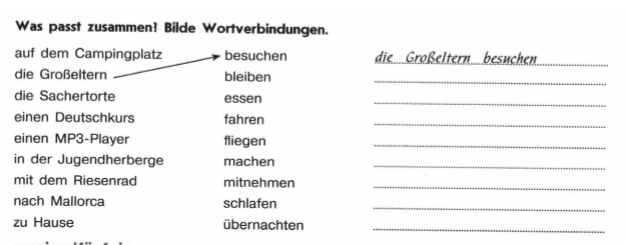 Was passt zusammen? Bilde Wortverbindungen.
auf dem Campingplatz besuchen die Großeltern besuchen
die Großeltern bleiben
die Sachertorte essen
einen Deutschkurs fahren
einen MP3-Player fliegen
in der Jugendherberge machen
mit dem Riesenrad mitnehmen
nach Mallorca schlafen
zu Hause übernachten